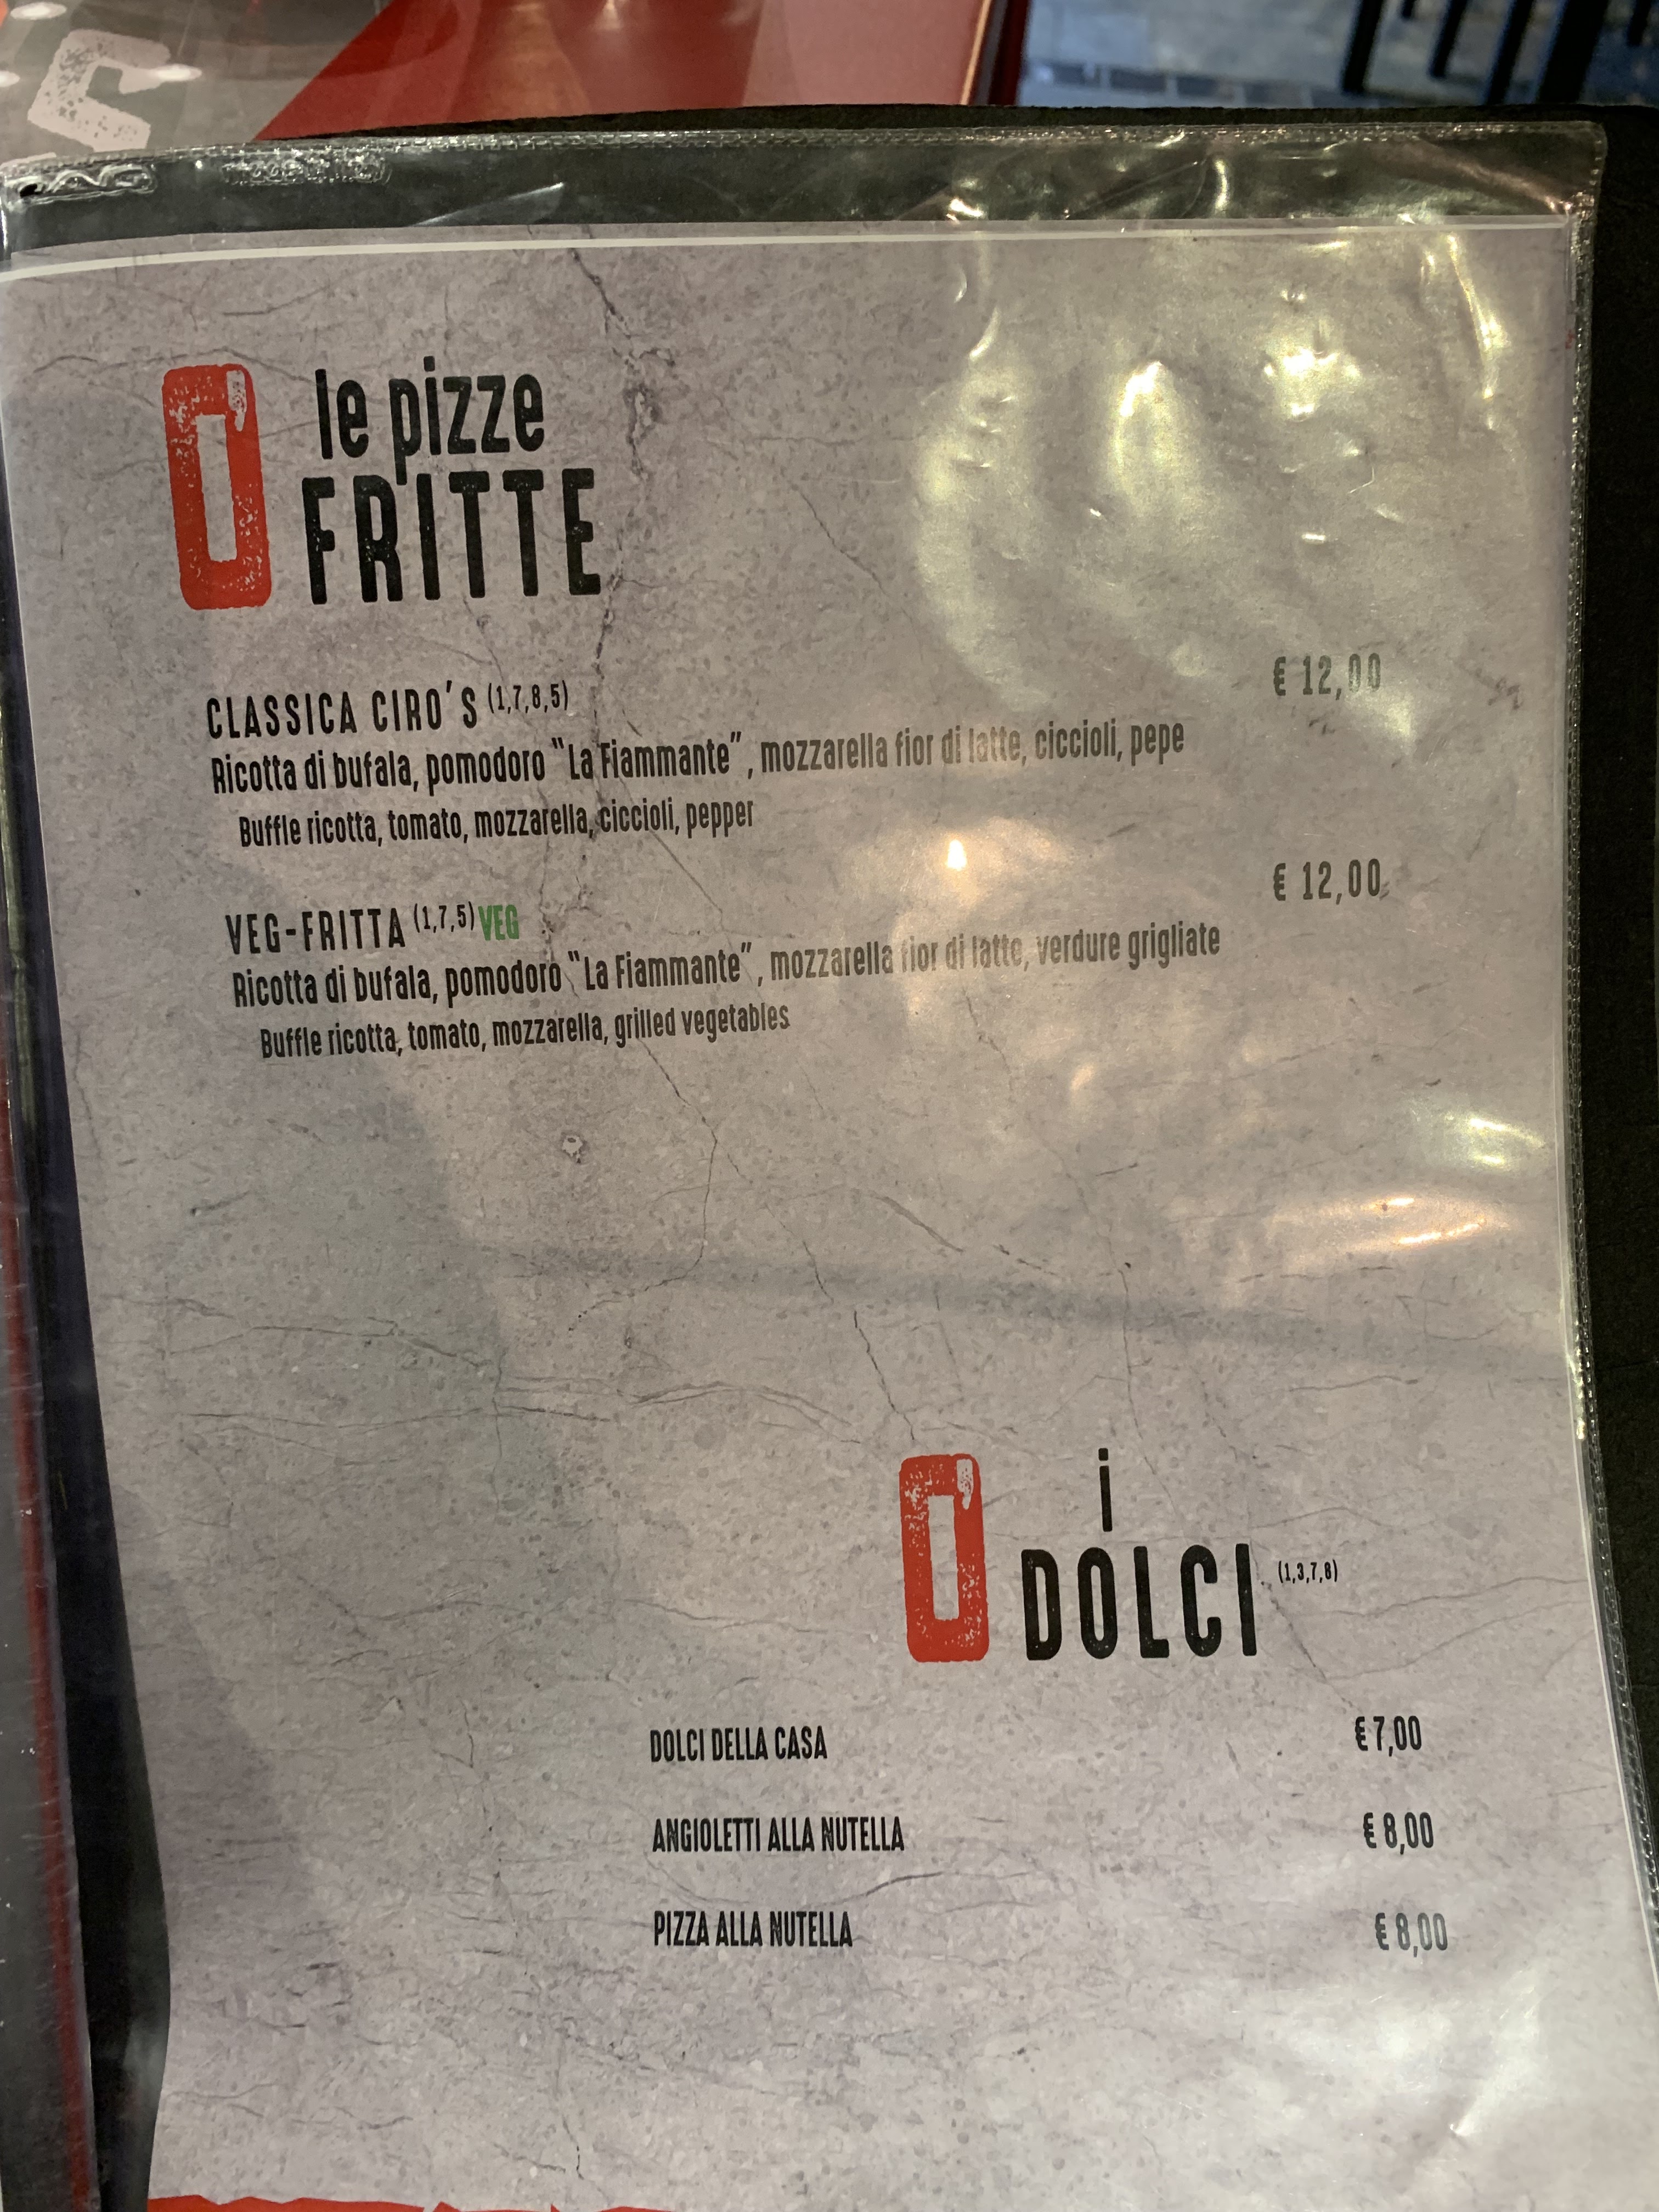 le pizze
FRITTE
CLASSICA CIRO'S (1,7,8,5) € 12,00
Ricotta di bufala, pomodoro "La Fiammante", mozzarella fior di latte, ciccioli, pepe
Buffle ricotta, tomato, mozzarella, ciccioli, pepper
VEG-FRITTA (1,7,5) VEG € 12,00
Ricotta di bufala, pomodoro "La Fiammante", mozzarella fior di latte, verdure grigliate
Buffle ricotta, tomato, mozzarella, grilled vegetables
i
DOLCI (1,3,7,8)
DOLCI DELLA CASA € 7,00
ANGIOLETTI ALLA NUTELLA € 8,00
PIZZA ALLA NUTELLA € 8,00